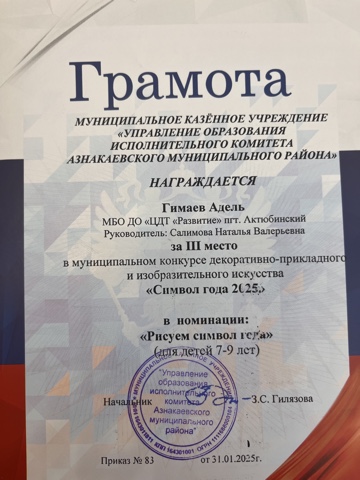 Грамота
МУНИЦИПАЛЬНОЕ КАЗЁННОЕ УЧРЕЖДЕНИЕ
«УПРАВЛЕНИЕ ОБРАЗОВАНИЯ
ИСПОЛНИТЕЛЬНОГО КОМИТЕТА
АЗНАКАЕВСКОГО МУНИЦИПАЛЬНОГО РАЙОНА»
НАГРАЖДАЕТСЯ
Гимаев Адель
МБО ДО «ЦДТ «Развитие» пгт. Актюбинский
Руководитель: Салимова Наталья Валерьевна
за III место
в муниципальном конкурсе декоративно-прикладного
и изобразительного искусства
«Символ года 2025»
в номинации:
«Рисуем символ года»
(для детей 7-9 лет)
"Управление
образования
исполнительного
комитета
Азнакаевского
муниципального
района"
Начальник З.С. Гилязова
Приказ № 83 от 31.01.2025г.